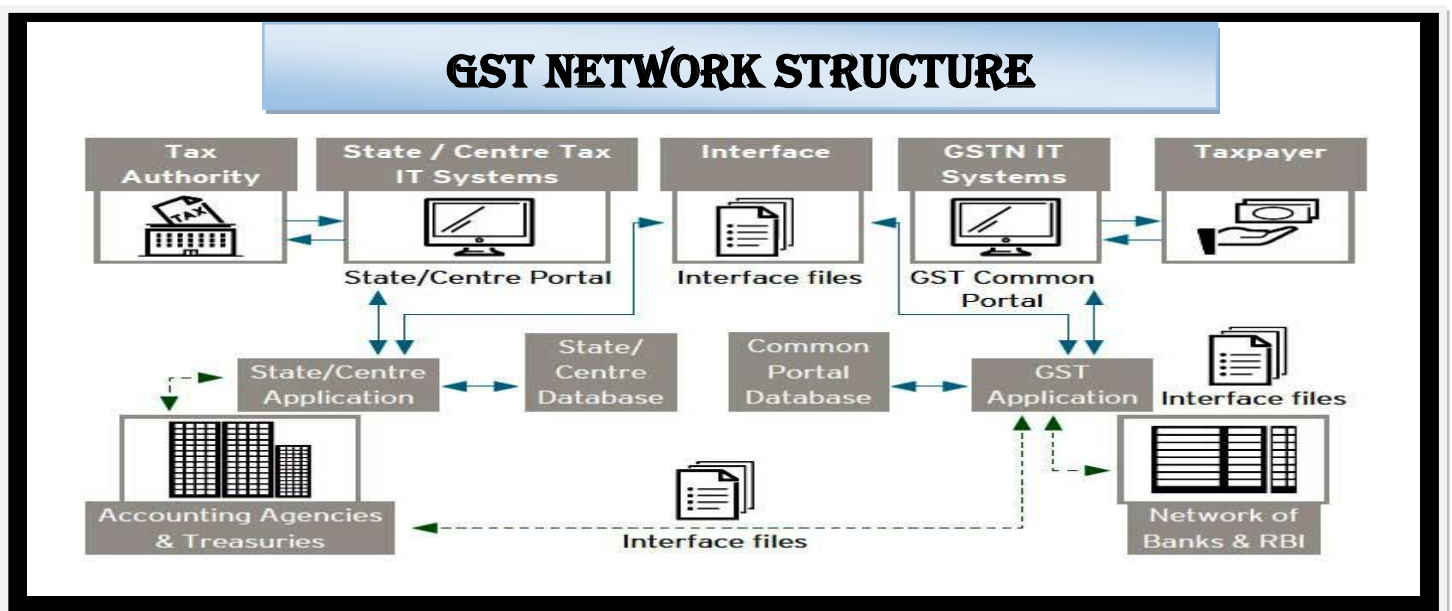 GST NETWORK STRUCTURE
Tax
Authority
State / Centre Tax
IT Systems
Interface
GSTN IT
Systems
Taxpayer
TAX
State/Centre Portal
Interface files
GST Common
Portal
State/Centre
Application
State/
Centre
Database
Common
Portal
Database
GST
Application
Interface files
Accounting Agencies
& Treasuries
Interface files
Network of
Banks & RBI